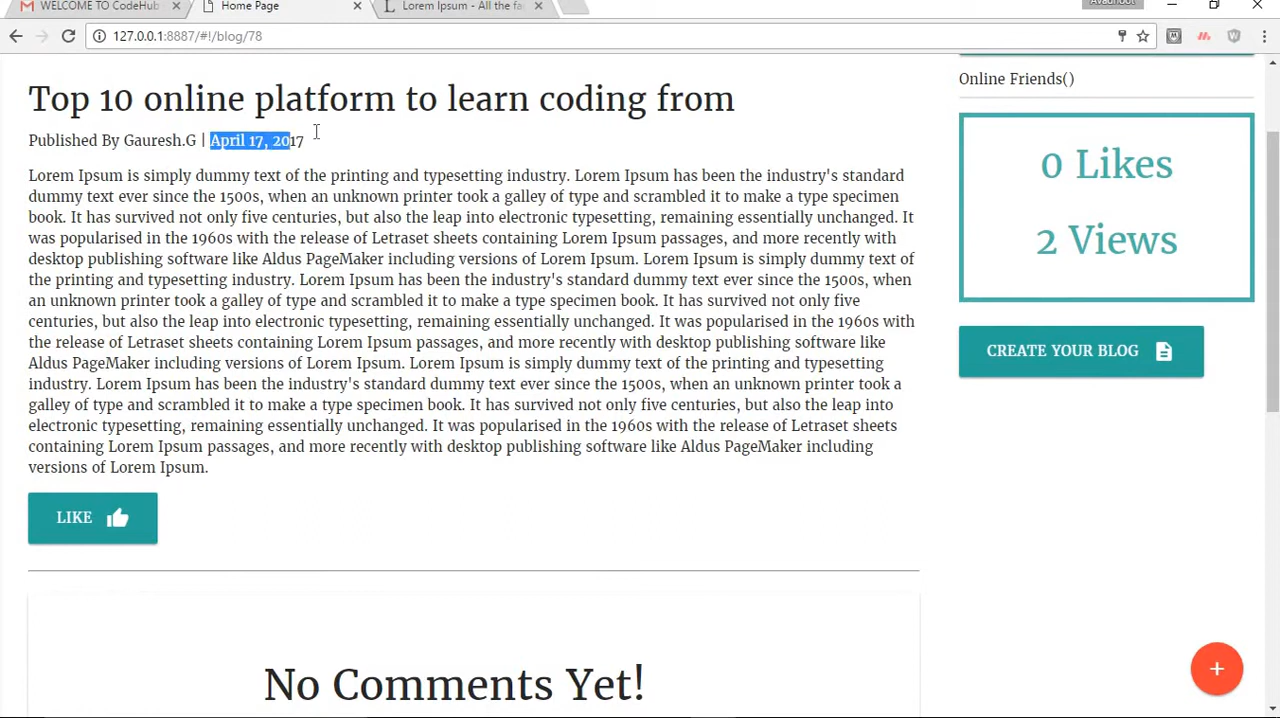 WELCOME TO CodeHub
Home Page
Lorem Ipsum - All the fa
Avadhoot
127.0.0.1:8887/#!/blog/78
Top 10 online platform to learn coding from
Published By Gauresh.G | April 17, 2017
Lorem Ipsum is simply dummy text of the printing and typesetting industry. Lorem Ipsum has been the industry's standard
dummy text ever since the 1500s, when an unknown printer took a galley of type and scrambled it to make a type specimen
book. It has survived not only five centuries, but also the leap into electronic typesetting, remaining essentially unchanged. It
was popularised in the 1960s with the release of Letraset sheets containing Lorem Ipsum passages, and more recently with
desktop publishing software like Aldus PageMaker including versions of Lorem Ipsum. Lorem Ipsum is simply dummy text of
the printing and typesetting industry. Lorem Ipsum has been the industry's standard dummy text ever since the 1500s, when
an unknown printer took a galley of type and scrambled it to make a type specimen book. It has survived not only five
centuries, but also the leap into electronic typesetting, remaining essentially unchanged. It was popularised in the 1960s with
the release of Letraset sheets containing Lorem Ipsum passages, and more recently with desktop publishing software like
Aldus PageMaker including versions of Lorem Ipsum. Lorem Ipsum is simply dummy text of the printing and typesetting
industry. Lorem Ipsum has been the industry's standard dummy text ever since the 1500s, when an unknown printer took a
galley of type and scrambled it to make a type specimen book. It has survived not only five centuries, but also the leap into
electronic typesetting, remaining essentially unchanged. It was popularised in the 1960s with the release of Letraset sheets
containing Lorem Ipsum passages, and more recently with desktop publishing software like Aldus PageMaker including
versions of Lorem Ipsum.
LIKE
No Comments Yet!
Online Friends()
0 Likes
2 Views
CREATE YOUR BLOG
+